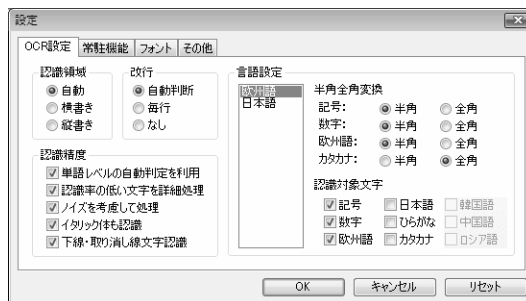 設定
OCR設定 常駐機能 フォント その他
認識領域
自動
横書き
縦書き
改行
自動判断
毎行
なし
認識精度
単語レベルの自動判定を利用
認識率の低い文字を詳細処理
ノイズを考慮して処理
イタリック体も認識
下線・取り消し線文字認識
言語設定
欧州語
日本語
半角全角変換
記号: 半角 全角
数字: 半角 全角
欧州語: 半角 全角
カタカナ: 半角 全角
認識対象文字
記号 日本語 韓国語
数字 ひらがな 中国語
欧州語 カタカナ ロシア語
OK キャンセル リセット